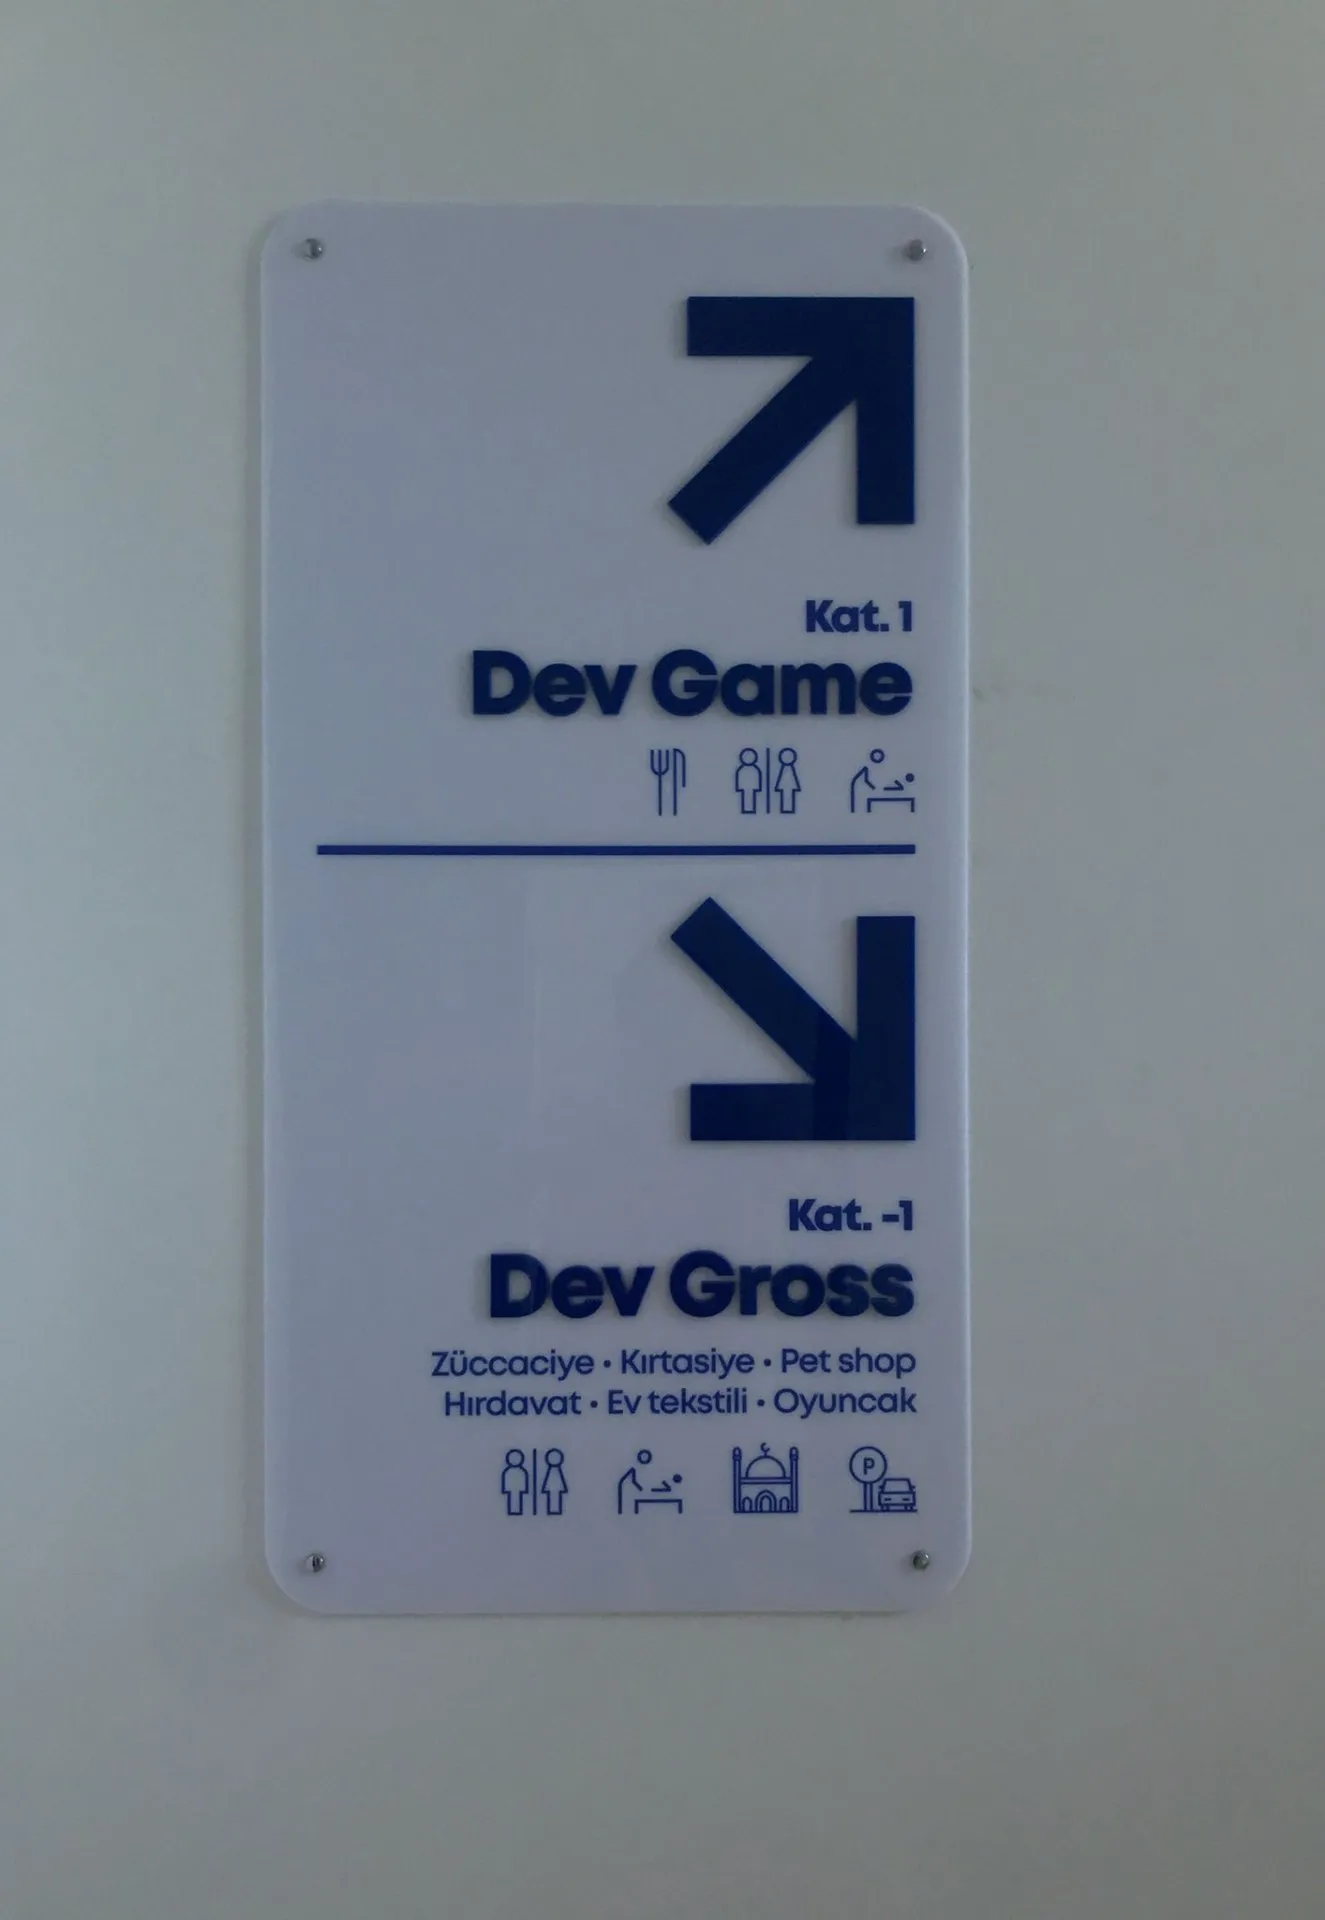 Kat. 1
Dev Game
Kat. -1
Dev Gross
Züccaciye • Kırtasiye • Pet shop
Hırdavat • Ev tekstili • Oyuncak
P